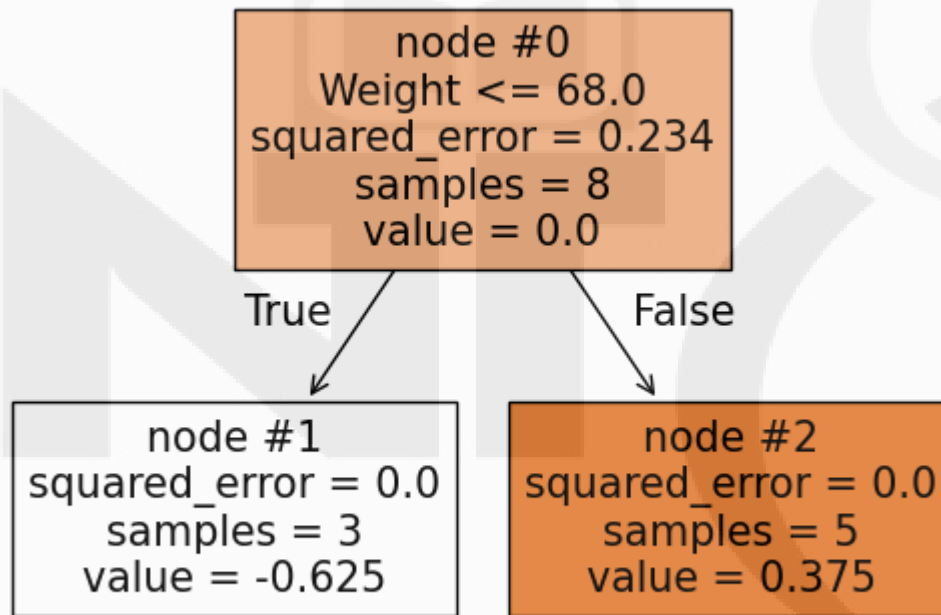 node #0
Weight <= 68.0
squared_error = 0.234
samples = 8
value = 0.0
True
False
node #1
squared_error = 0.0
samples = 3
value = -0.625
node #2
squared_error = 0.0
samples = 5
value = 0.375